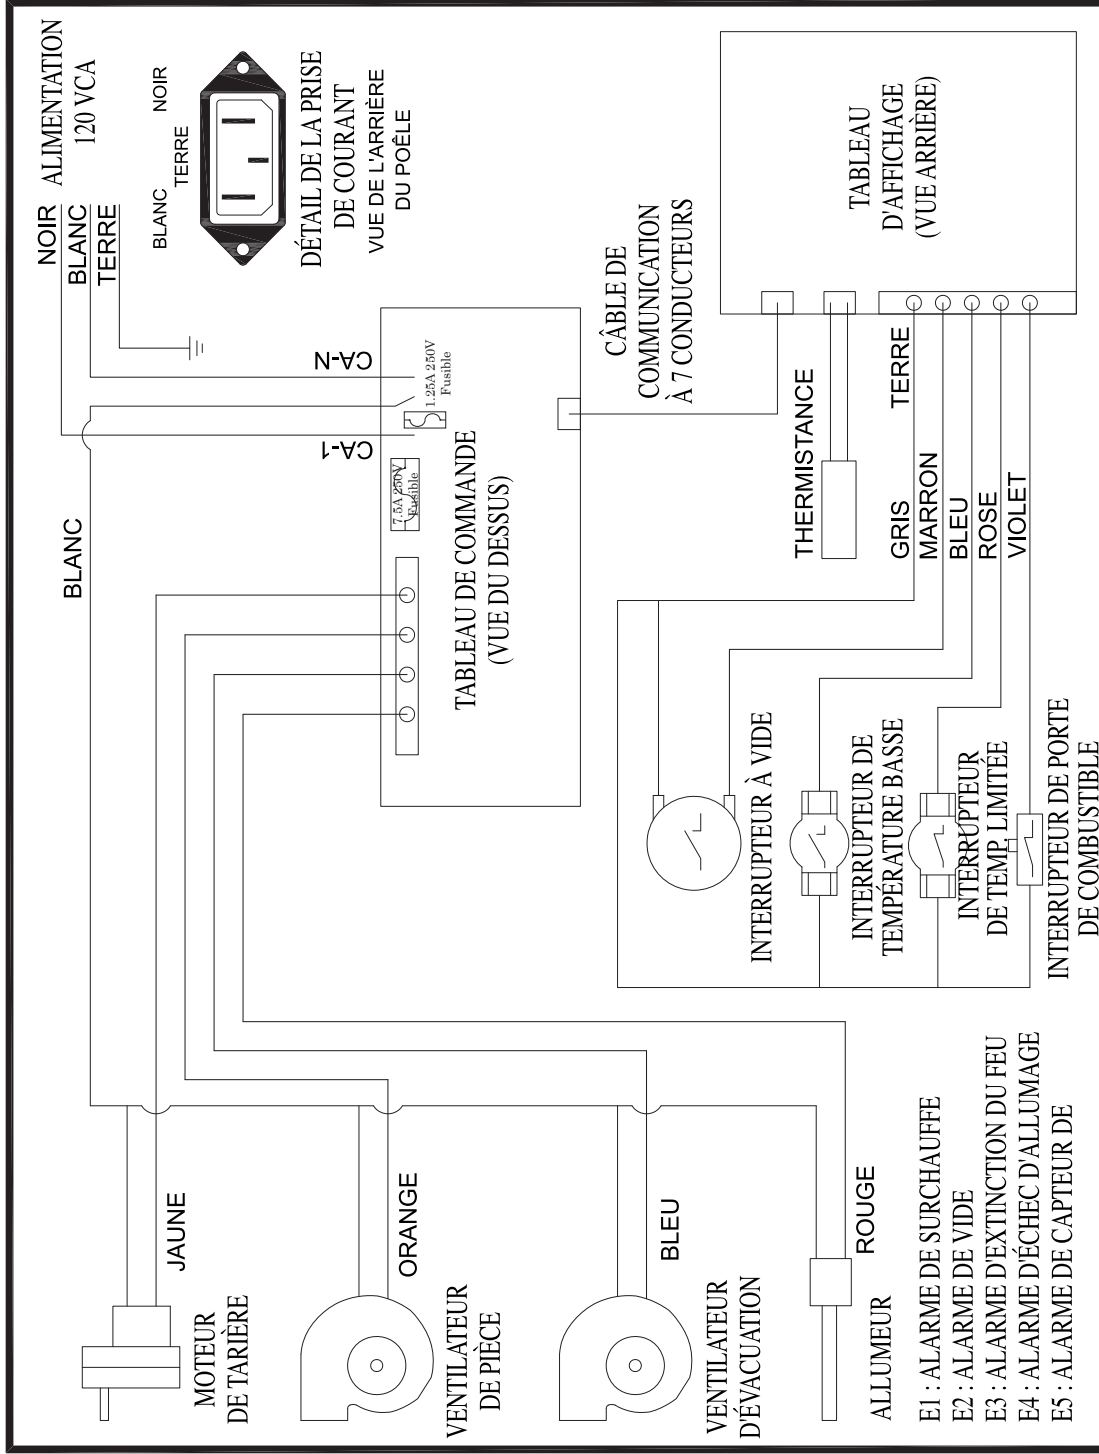 ALIMENTATION
120 VCA
NOIR
BLANC
TERRE
BLANC
TERRE
NOIR
DÉTAIL DE LA PRISE
DE COURANT
VUE DE L'ARRIÈRE
DU POÊLE
BLANC
CA-1
CA-N
7.5A 250V
Fusible
1.25A 250V
Fusible
TABLEAU DE COMMANDE
(VUE DU DESSUS)
CÂBLE DE
COMMUNICATION
À 7 CONDUCTEURS
TABLEAU
D'AFFICHAGE
(VUE ARRIÈRE)
THERMISTANCE
GRIS
TERRE
MARRON
BLEU
ROSE
VIOLET
INTERRUPTEUR À VIDE
INTERRUPTEUR DE
TEMPÉRATURE BASSE
INTERRUPTEUR
DE TEMP. LIMITÉE
INTERRUPTEUR DE PORTE
DE COMBUSTIBLE
JAUNE
MOTEUR
DE TARIÈRE
ORANGE
VENTILATEUR
DE PIÈCE
BLEU
VENTILATEUR
D'ÉVACUATION
ROUGE
ALLUMEUR
E1 : ALARME DE SURCHAUFFE
E2 : ALARME DE VIDE
E3 : ALARME D'EXTINCTION DU FEU
E4 : ALARME D'ÉCHEC D'ALLUMAGE
E5 : ALARME DE CAPTEUR DE